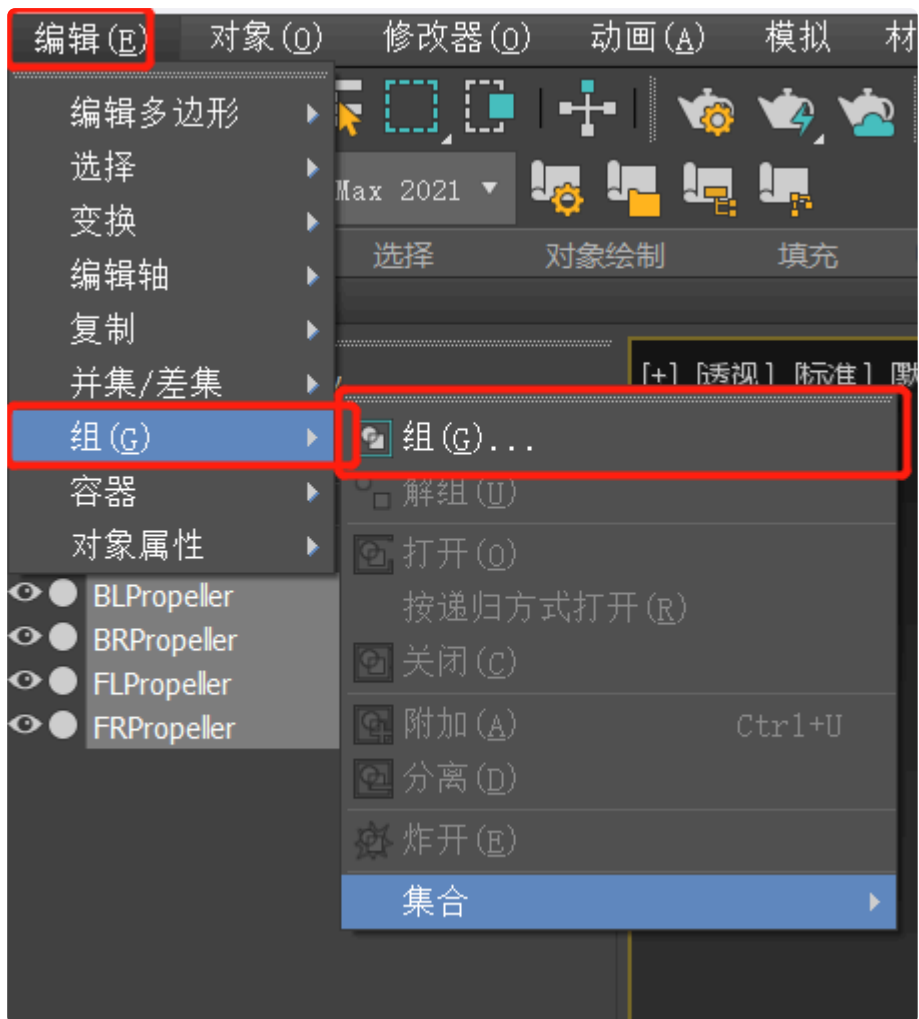 编辑(E) 对象(O) 修改器(O) 动画(A) 模拟
编辑多边形
选择
变换
编辑轴
复制
并集/差集
组(G)
容器
对象属性
Max 2021
选择 对象绘制 填充
[+] [透视] [标准]
组(G)...
解组(U)
打开(O)
按递归方式打开(R)
关闭(C)
附加(A) Ctrl+U
分离(D)
炸开(E)
集合
BLPropeller
BRPropeller
FLPropeller
FRPropeller